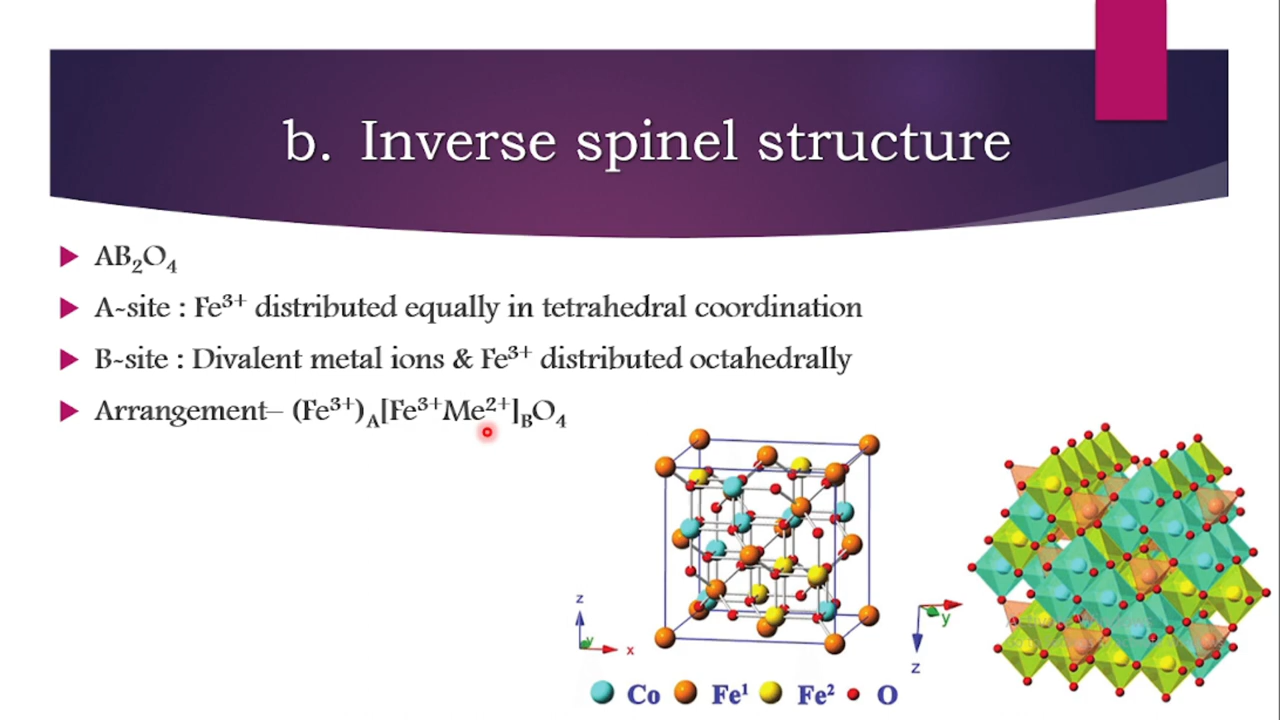 b. Inverse spinel structure
AB₂O₄
A-site : Fe³⁺ distributed equally in tetrahedral coordination
B-site : Divalent metal ions & Fe³⁺ distributed octahedrally
Arrangement– (Fe³⁺)A[Fe³⁺Me²⁺]BO₄
z
y
x
y
z
Co Fe¹ Fe² O